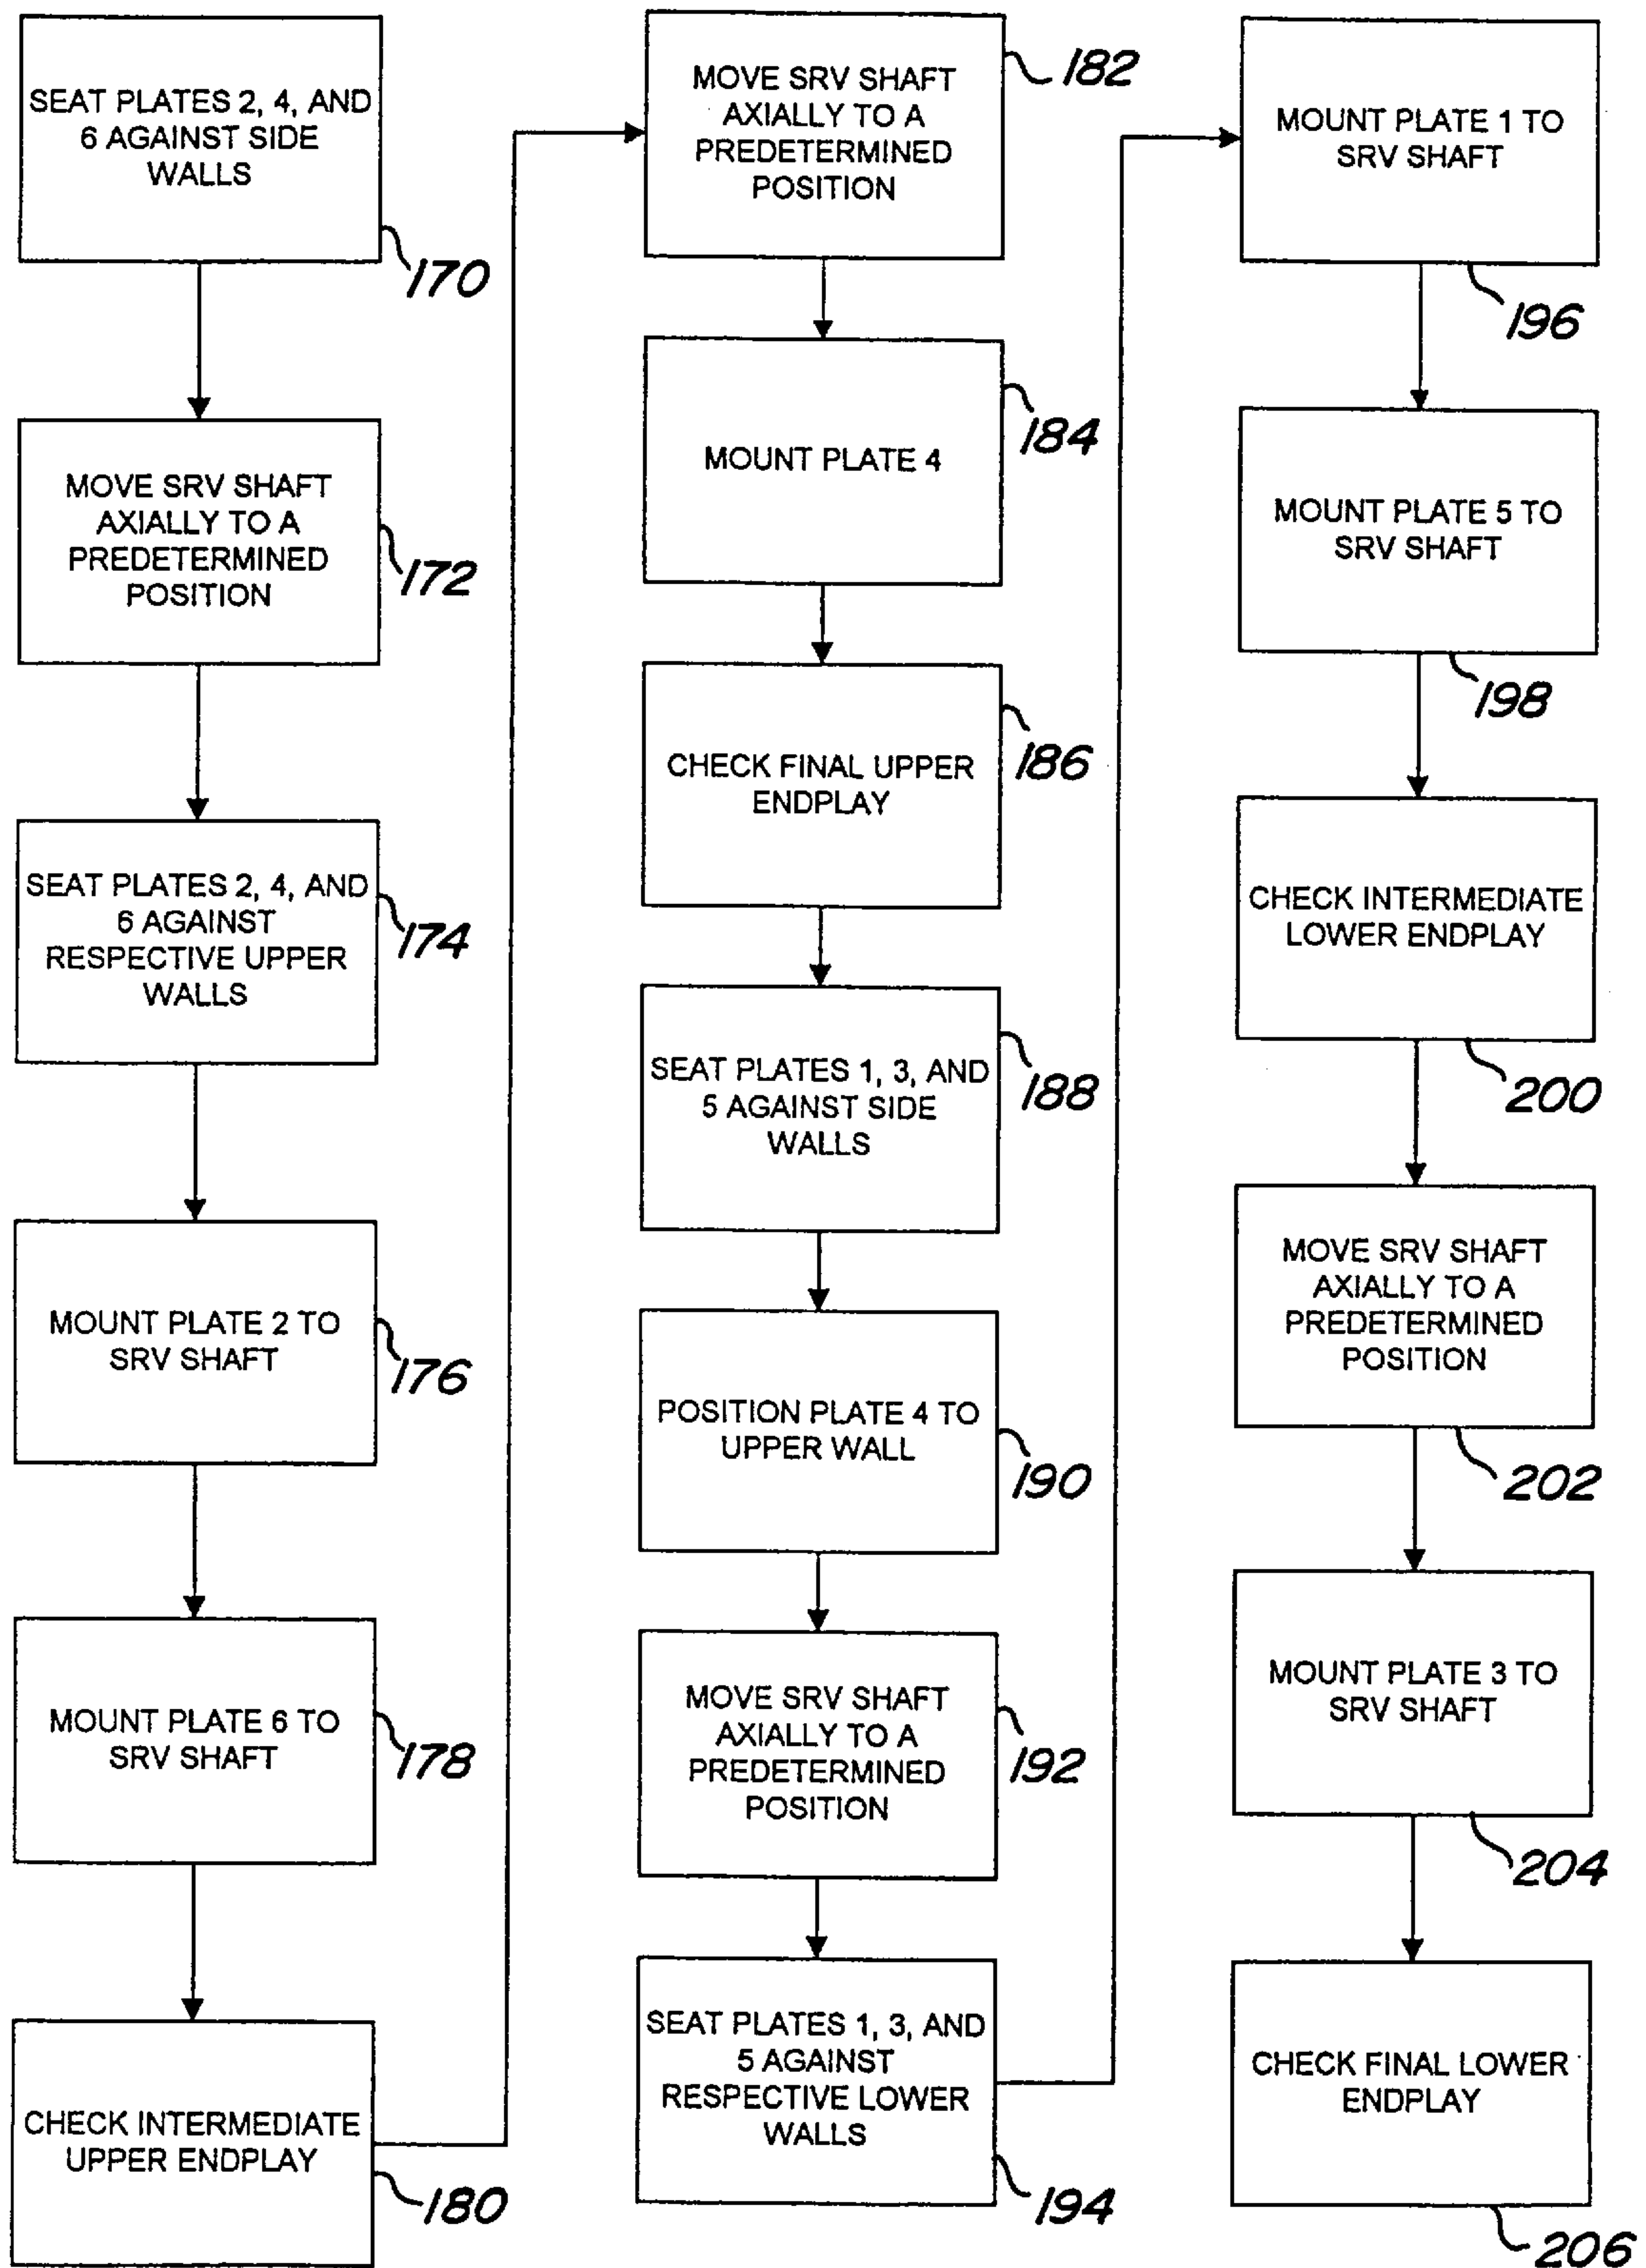 SEAT PLATES 2, 4, AND
6 AGAINST SIDE
WALLS
170
MOVE SRV SHAFT
AXIALLY TO A
PREDETERMINED
POSITION
172
SEAT PLATES 2, 4, AND
6 AGAINST
RESPECTIVE UPPER
WALLS
174
MOUNT PLATE 2 TO
SRV SHAFT
176
MOUNT PLATE 6 TO
SRV SHAFT
178
CHECK INTERMEDIATE
UPPER ENDPLAY
180
MOVE SRV SHAFT
AXIALLY TO A
PREDETERMINED
POSITION
182
MOUNT PLATE 4
184
CHECK FINAL UPPER
ENDPLAY
186
SEAT PLATES 1, 3, AND
5 AGAINST SIDE
WALLS
188
POSITION PLATE 4 TO
UPPER WALL
190
MOVE SRV SHAFT
AXIALLY TO A
PREDETERMINED
POSITION
192
SEAT PLATES 1, 3, AND
5 AGAINST
RESPECTIVE LOWER
WALLS
194
MOUNT PLATE 1 TO
SRV SHAFT
196
MOUNT PLATE 5 TO
SRV SHAFT
198
CHECK INTERMEDIATE
LOWER ENDPLAY
200
MOVE SRV SHAFT
AXIALLY TO A
PREDETERMINED
POSITION
202
MOUNT PLATE 3 TO
SRV SHAFT
204
CHECK FINAL LOWER
ENDPLAY
206